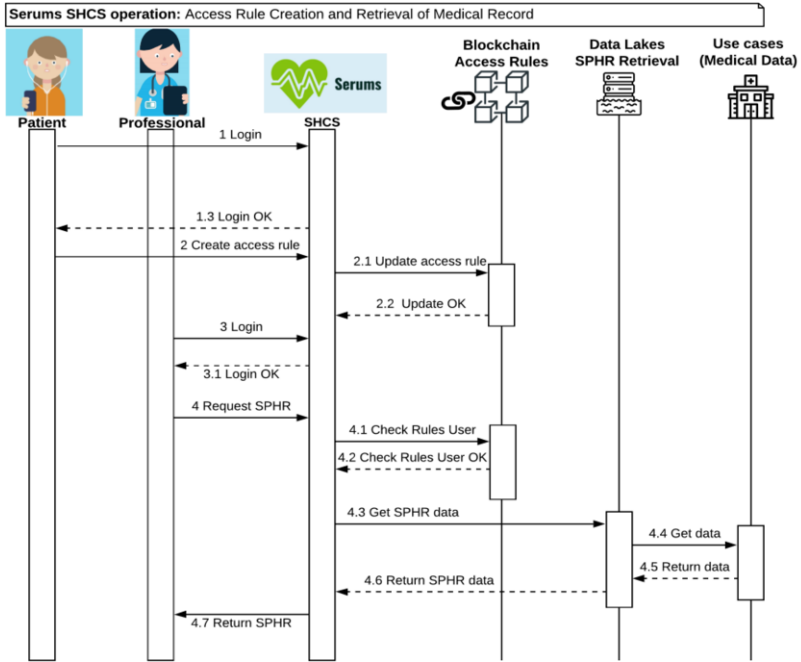 Serums SHCS operation: Access Rule Creation and Retrieval of Medical Record
Blockchain
Access Rules
Data Lakes
SPHR Retrieval
Use cases
(Medical Data)
Serums
Patient
Professional
SHCS
1 Login
1.3 Login OK
2 Create access rule
2.1 Update access rule
2.2 Update OK
3 Login
3.1 Login OK
4 Request SPHR
4.1 Check Rules User
4.2 Check Rules User OK
4.3 Get SPHR data
4.4 Get data
4.5 Return data
4.6 Return SPHR data
4.7 Return SPHR